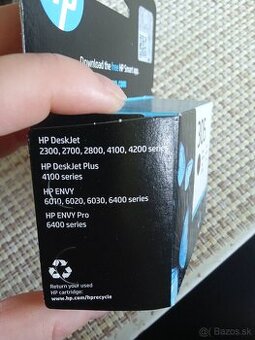 hp
Download the free HP Smart app.
HP DeskJet
2300, 2700, 2800, 4100, 4200 series
HP DeskJet Plus
4100 series
HP ENVY
6010, 6020, 6030, 6400 series
HP ENVY Pro
6400 series
Return your used
HP cartridge:
www.hp.com/hprecycle
305
Bazos.sk